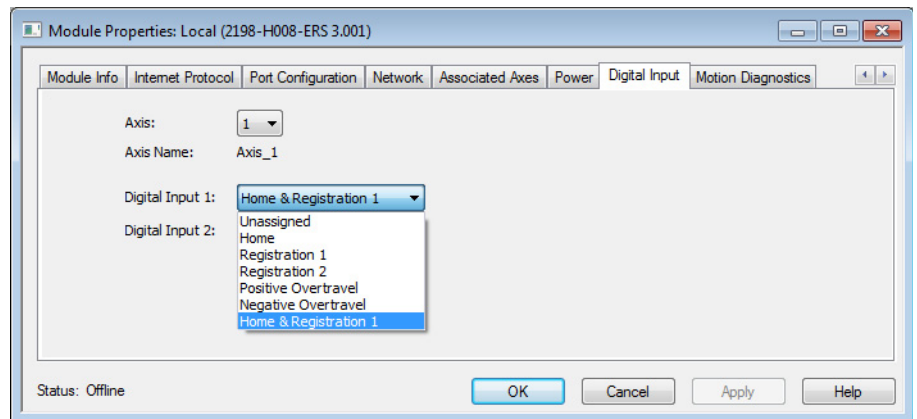 Module Properties: Local (2198-H008-ERS 3.001)
Module Info Internet Protocol Port Configuration Network Associated Axes Power Digital Input Motion Diagnostics
Axis: 1
Axis Name: Axis_1
Digital Input 1: Home & Registration 1
Digital Input 2:
Unassigned
Home
Registration 1
Registration 2
Positive Overtravel
Negative Overtravel
Home & Registration 1
Status: Offline
OK Cancel Apply Help